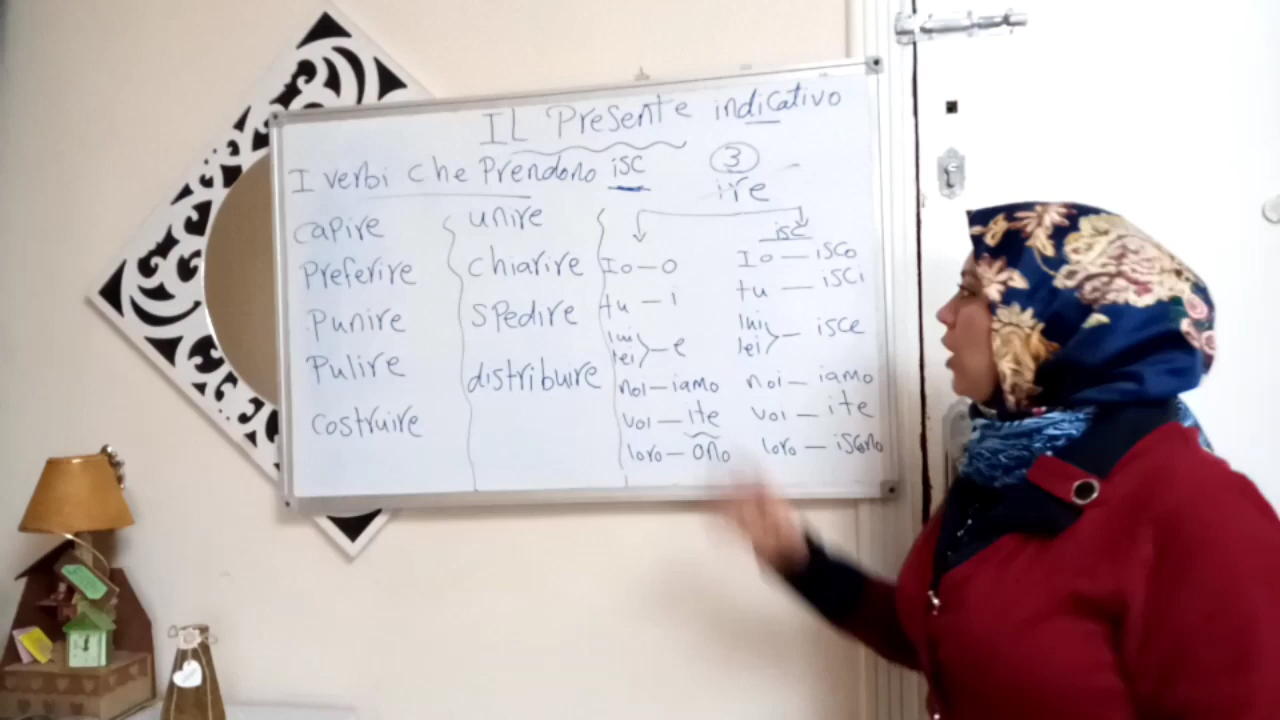 IL Presente indicativo
I verbi che Prendono isc
3
ire
capire
Preferire
Punire
Pulire
costruire
unire
chiarire
spedire
distribuire
Io - o
tu - i
lui
lei > - e
noi - iamo
voi - ite
loro - ono
isc
Io - isco
tu - isci
lui
lei > - isce
noi - iamo
voi - ite
loro - iscono